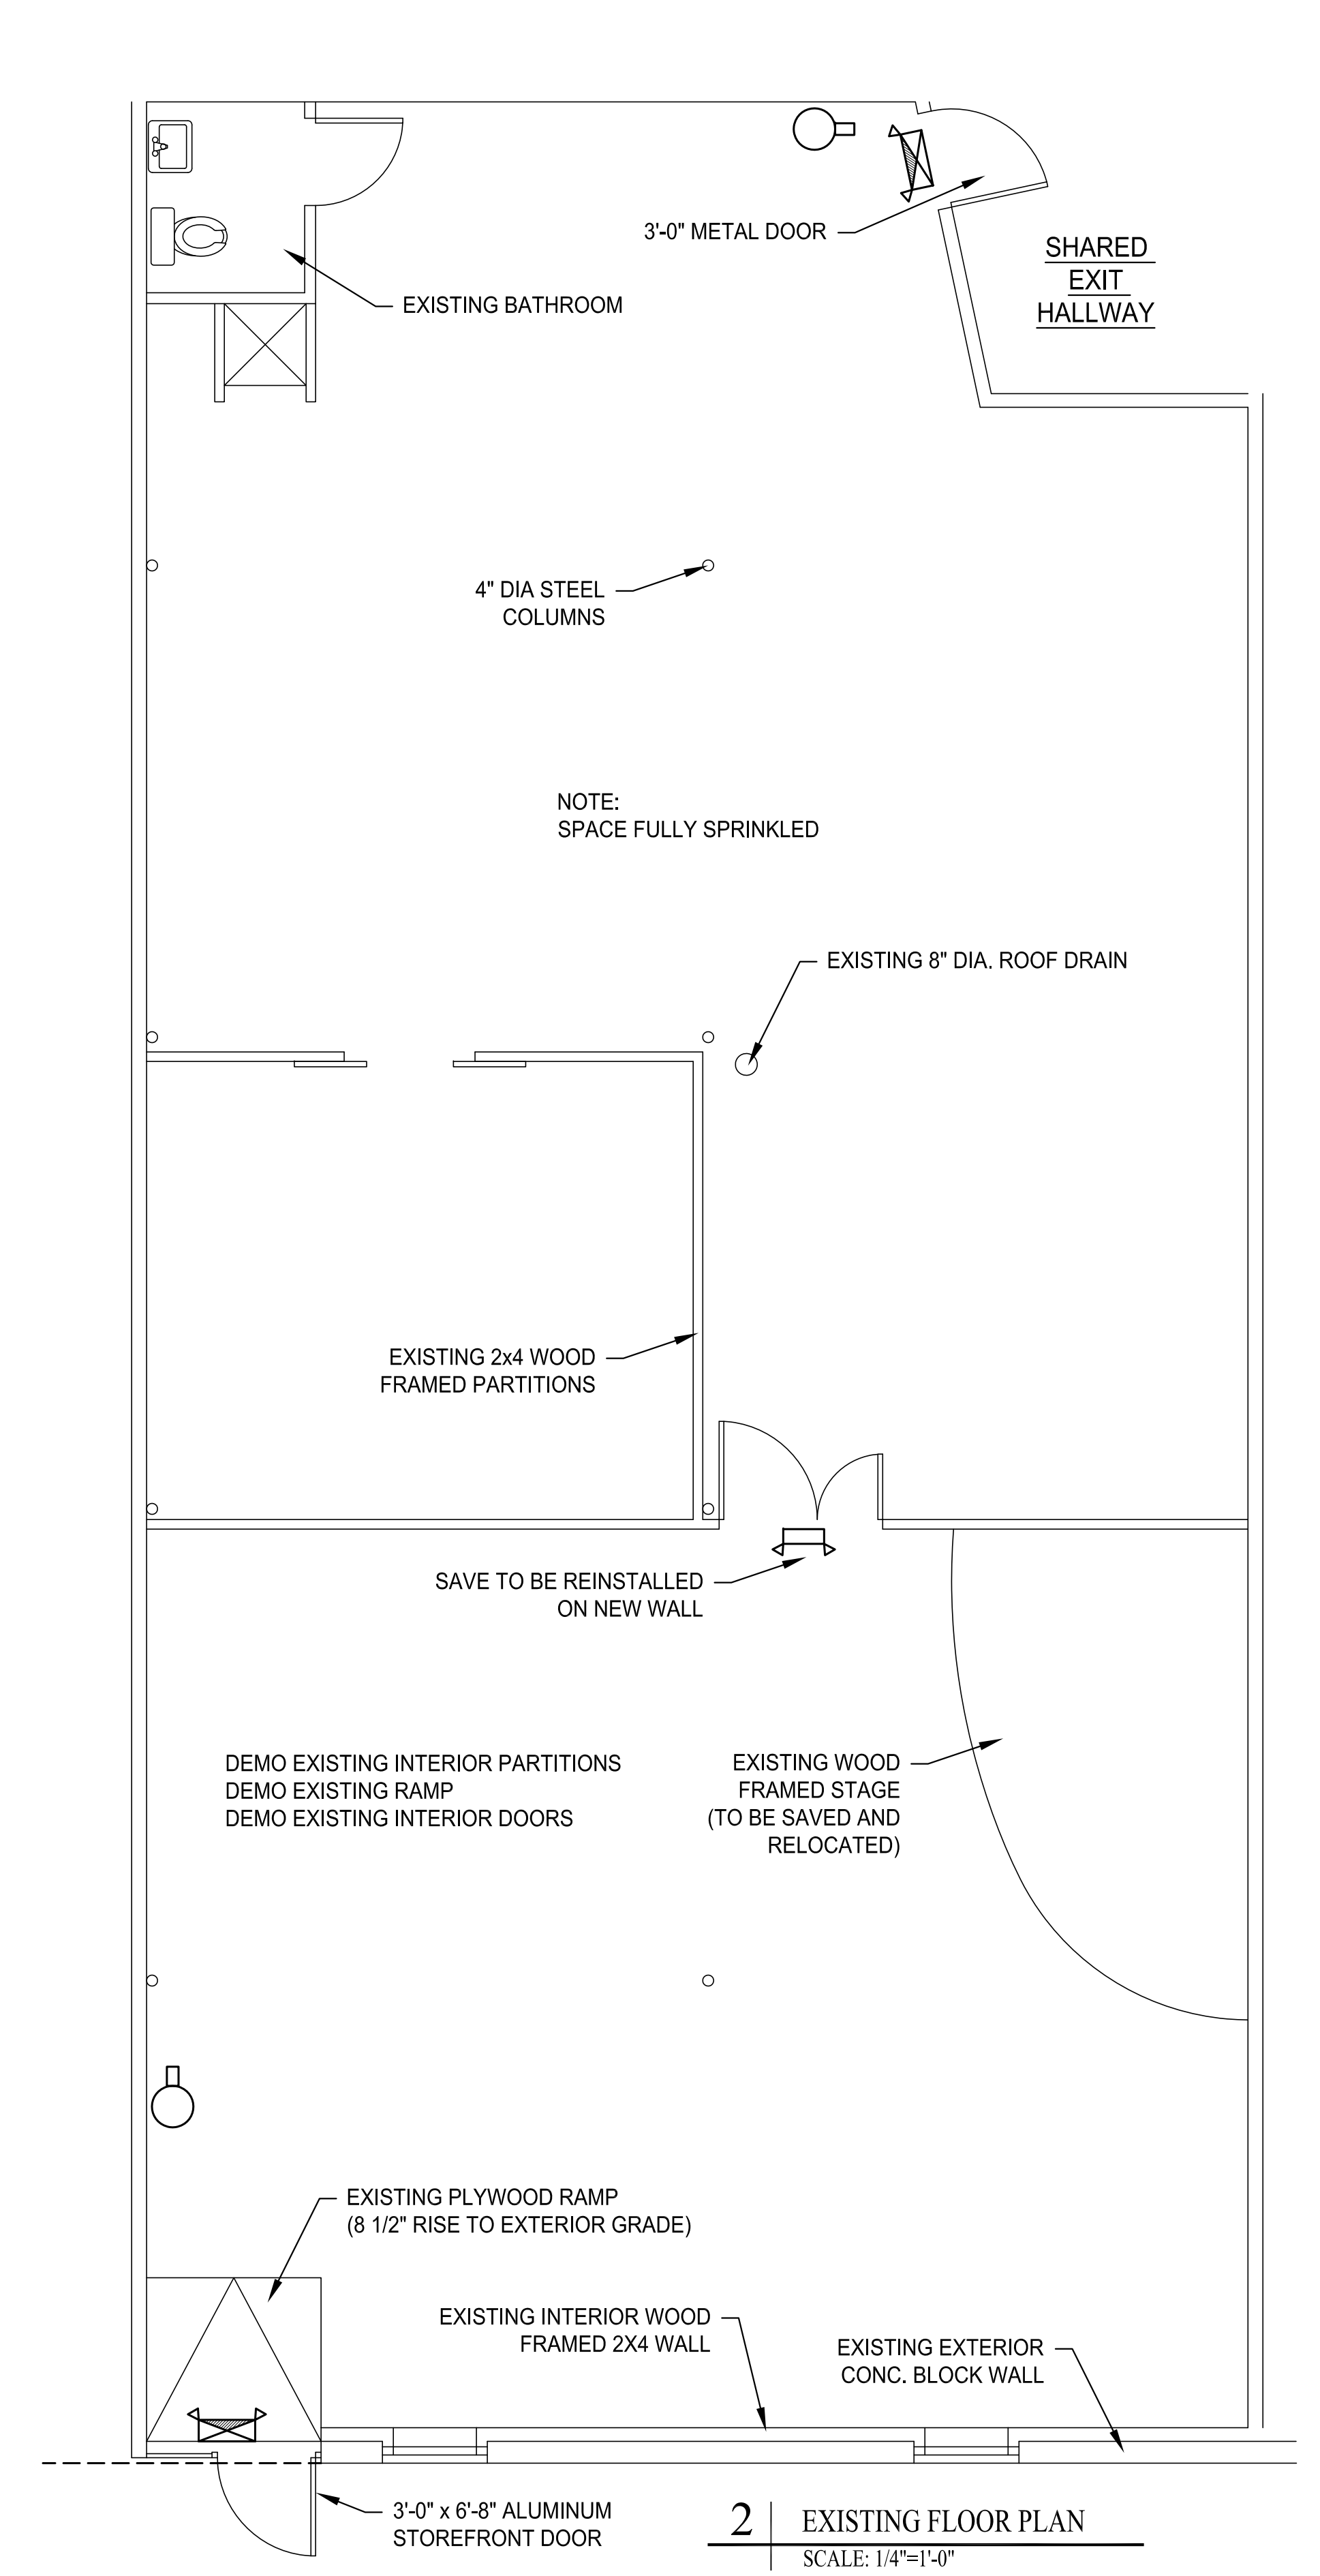 3'-0" METAL DOOR
SHARED
EXIT
HALLWAY
EXISTING BATHROOM
4" DIA STEEL
COLUMNS
NOTE:
SPACE FULLY SPRINKLED
EXISTING 8" DIA. ROOF DRAIN
EXISTING 2x4 WOOD
FRAMED PARTITIONS
SAVE TO BE REINSTALLED
ON NEW WALL
DEMO EXISTING INTERIOR PARTITIONS
DEMO EXISTING RAMP
DEMO EXISTING INTERIOR DOORS
EXISTING WOOD
FRAMED STAGE
(TO BE SAVED AND
RELOCATED)
EXISTING PLYWOOD RAMP
(8 1/2" RISE TO EXTERIOR GRADE)
EXISTING INTERIOR WOOD
FRAMED 2X4 WALL
EXISTING EXTERIOR
CONC. BLOCK WALL
3'-0" x 6'-8" ALUMINUM
STOREFRONT DOOR
2 EXISTING FLOOR PLAN
SCALE: 1/4"=1'-0"